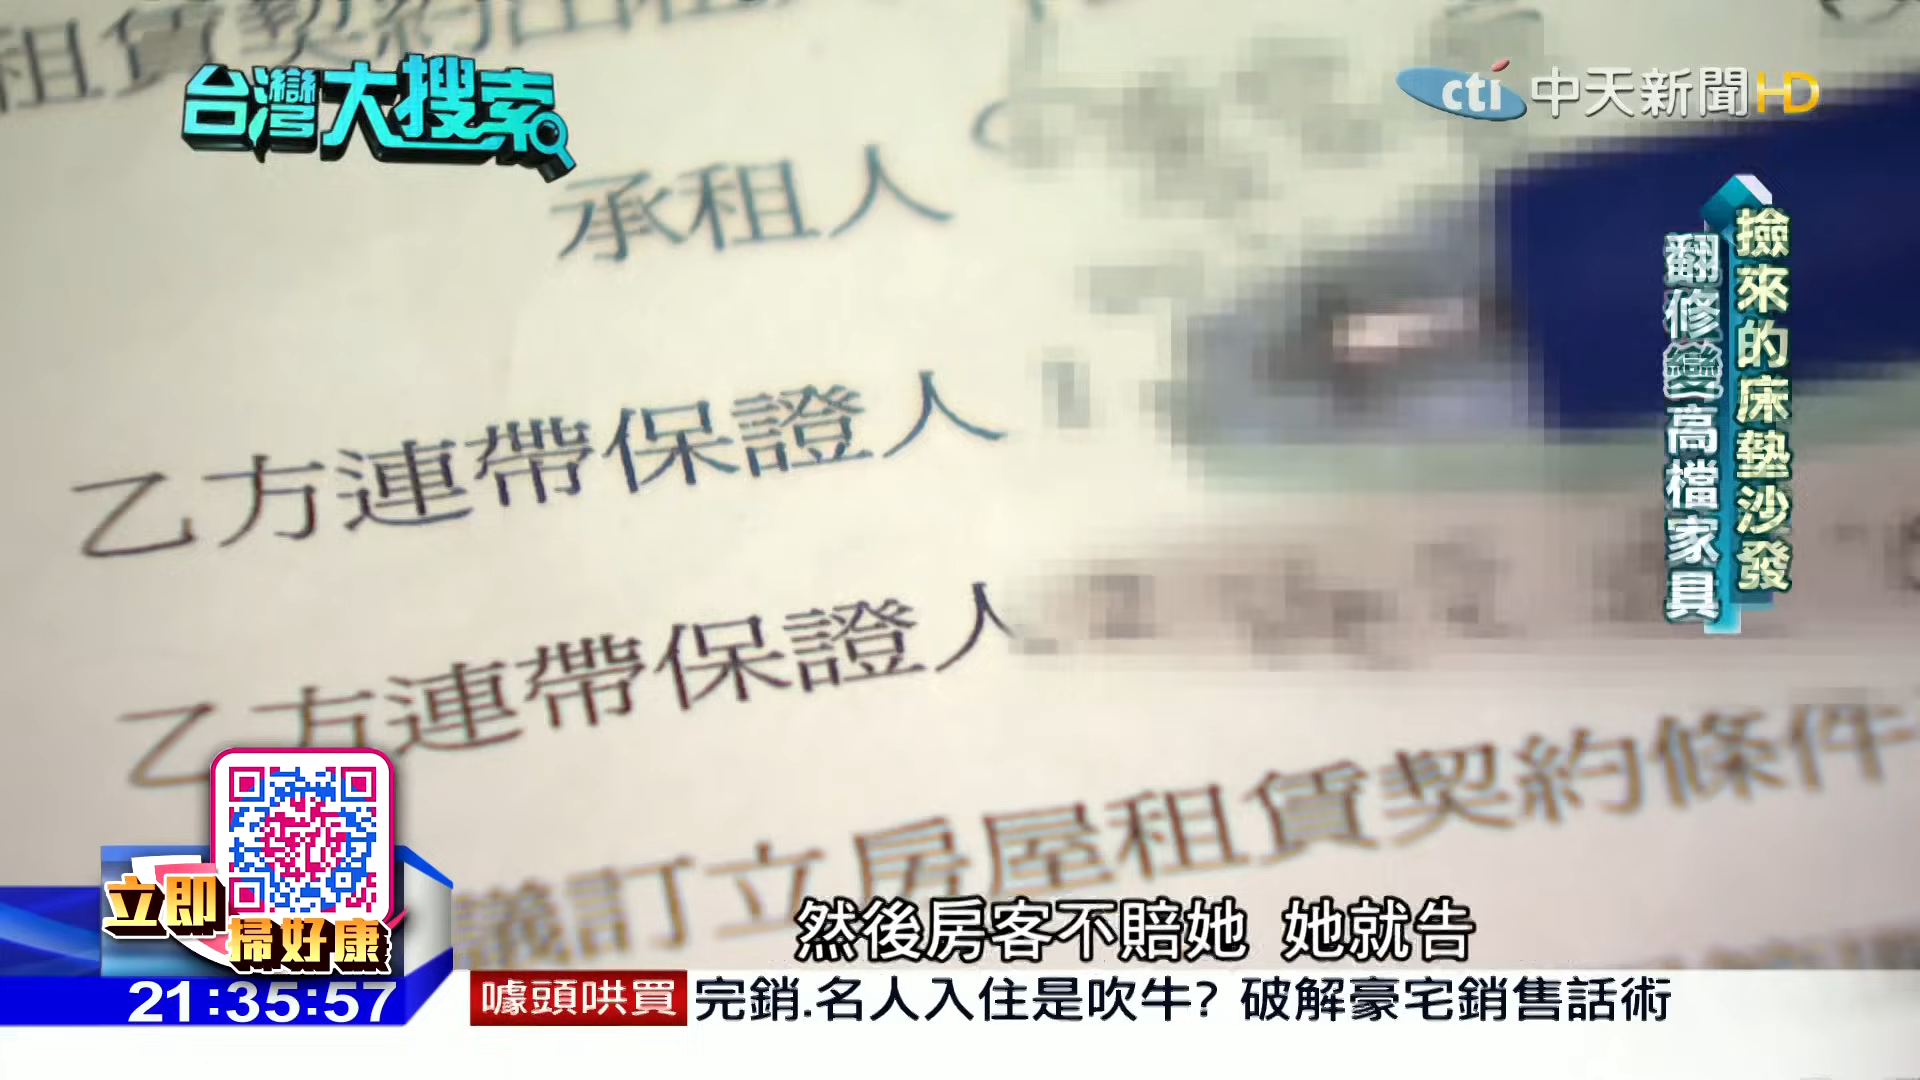 租賃契約出租
台灣大搜索
cti中天新聞HD
承租人
撿來的床墊沙發
翻修變高檔家具
乙方連帶保證人
乙方連帶保證人
議訂立房屋租賃契約條件
立即
掃好康
然後房客不賠她 她就告
21:35:57
噱頭哄買
完銷.名人入住是吹牛? 破解豪宅銷售話術